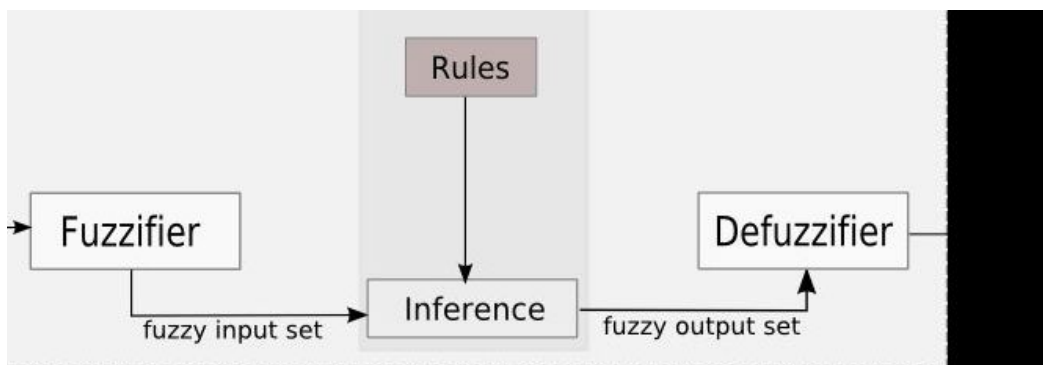 Rules
Fuzzifier
Defuzzifier
Inference
fuzzy input set
fuzzy output set